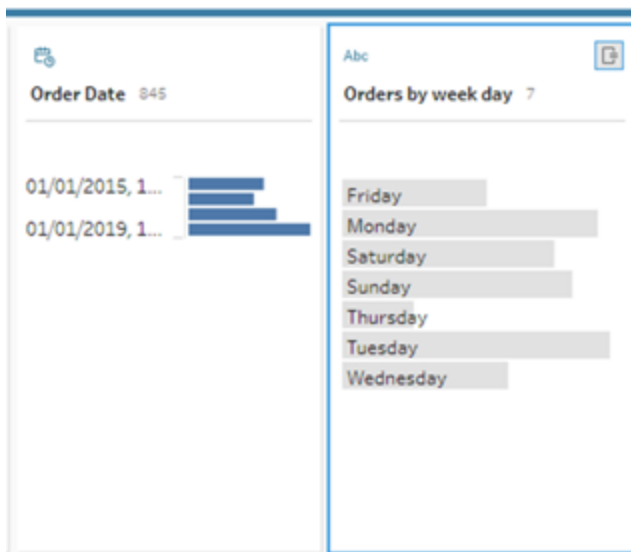 Order Date 845
01/01/2015, 1...
01/01/2019, 1...
Abc
Orders by week day 7
Friday
Monday
Saturday
Sunday
Thursday
Tuesday
Wednesday